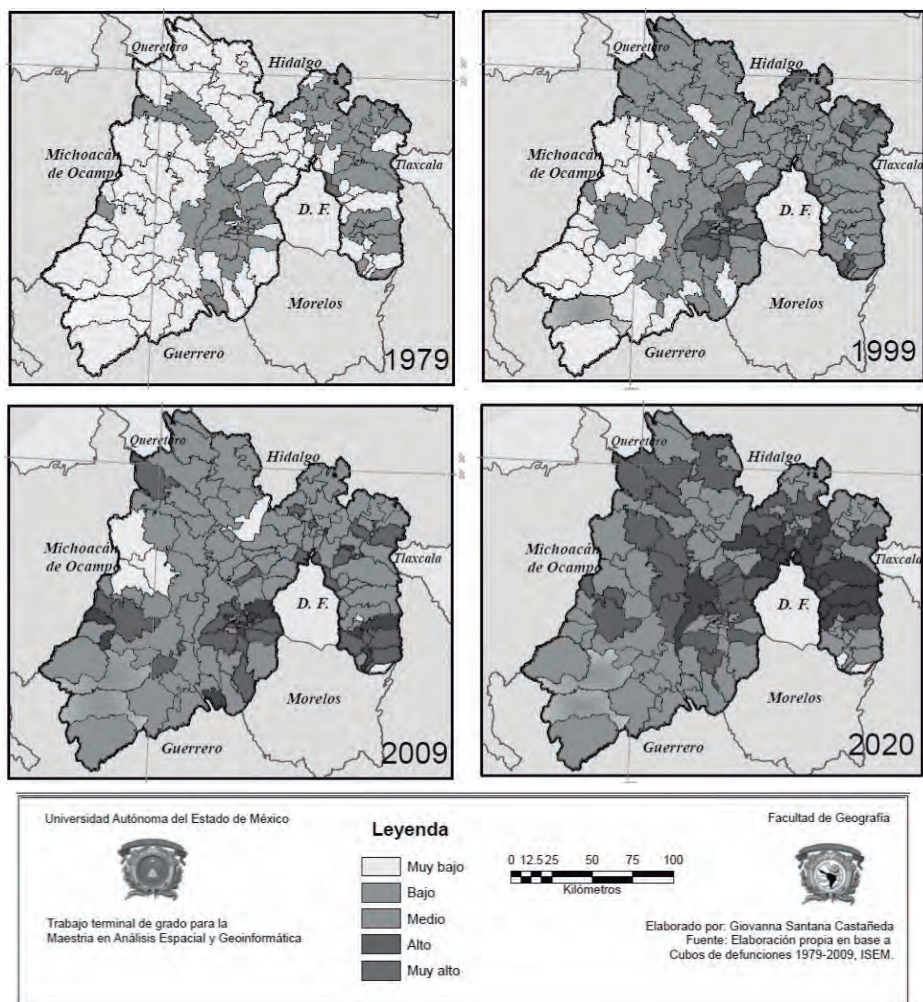 Querétaro
Hidalgo
Michoacán
de Ocampo
Tlaxcala
D. F.
Morelos
Guerrero
1979
Querétaro
Hidalgo
Michoacán
de Ocampo
Tlaxcala
D. F.
Morelos
Guerrero
1999
Querétaro
Hidalgo
Michoacán
de Ocampo
Tlaxcala
D. F.
Morelos
Guerrero
2009
Querétaro
Hidalgo
Michoacán
de Ocampo
Tlaxcala
D. F.
Morelos
Guerrero
2020
Universidad Autónoma del Estado de México
Trabajo terminal de grado para la
Maestria en Análisis Espacial y Geoinformática
Leyenda
Muy bajo
Bajo
Medio
Alto
Muy alto
0 12.5 25 50 75 100
Kilómetros
Facultad de Geografía
Elaborado por: Giovanna Santana Castañeda
Fuente: Elaboración propia en base a
Cubos de defunciones 1979-2009, ISEM.